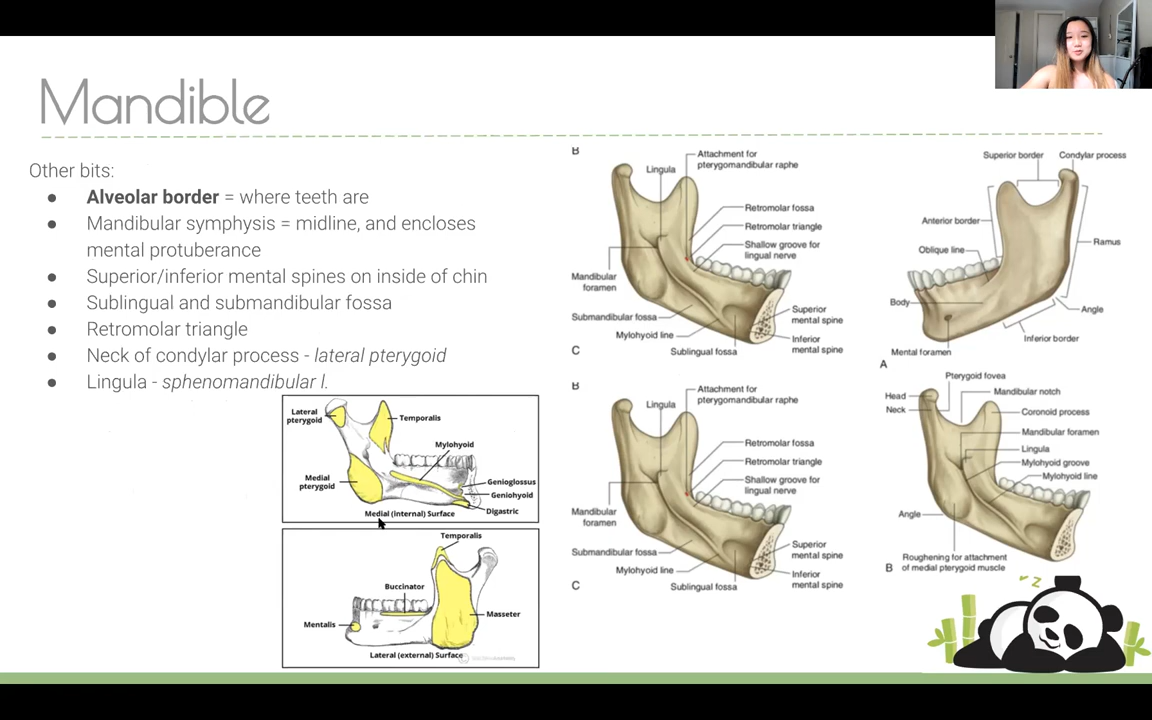 Mandible
Other bits:
● Alveolar border = where teeth are
● Mandibular symphysis = midline, and encloses
mental protuberance
● Superior/inferior mental spines on inside of chin
● Sublingual and submandibular fossa
● Retromolar triangle
● Neck of condylar process - lateral pterygoid
● Lingula - sphenomandibular l.
Lateral
pterygoid
Temporalis
Mylohyoid
Medial
pterygoid
Genioglossus
Geniohyoid
Digastric
Medial (internal) Surface
Temporalis
Buccinator
Masseter
Mentalis
Lateral (external) Surface
B
Lingula
Attachment for
pterygomandibular raphe
Retromolar fossa
Retromolar triangle
Shallow groove for
lingual nerve
Mandibular
foramen
Submandibular fossa
Mylohyoid line
Sublingual fossa
Superior
mental spine
Inferior
mental spine
C
Superior border
Condylar process
Anterior border
Oblique line
Ramus
Body
Angle
Inferior border
Mental foramen
A
B
Lingula
Attachment for
pterygomandibular raphe
Retromolar fossa
Retromolar triangle
Shallow groove for
lingual nerve
Mandibular
foramen
Submandibular fossa
Mylohyoid line
Sublingual fossa
Superior
mental spine
Inferior
mental spine
C
Pterygoid fovea
Head
Neck
Mandibular notch
Coronoid process
Mandibular foramen
Lingula
Mylohyoid groove
Mylohyoid line
Angle
Roughening for attachment
of medial pterygoid muscle
B
z z